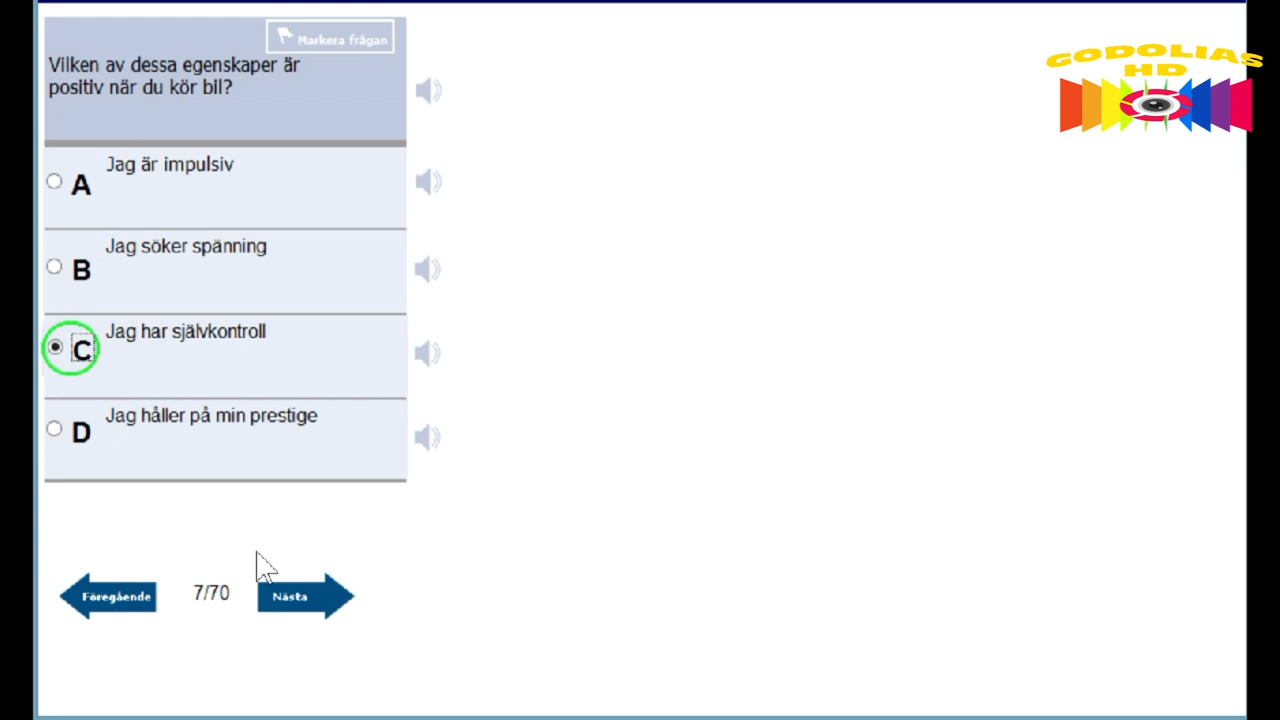 Markera frågan
Vilken av dessa egenskaper är
positiv när du kör bil?
A
Jag är impulsiv
B
Jag söker spänning
C
Jag har självkontroll
D
Jag håller på min prestige
Föregående
7/70
Nästa
GODOLIAS
HD